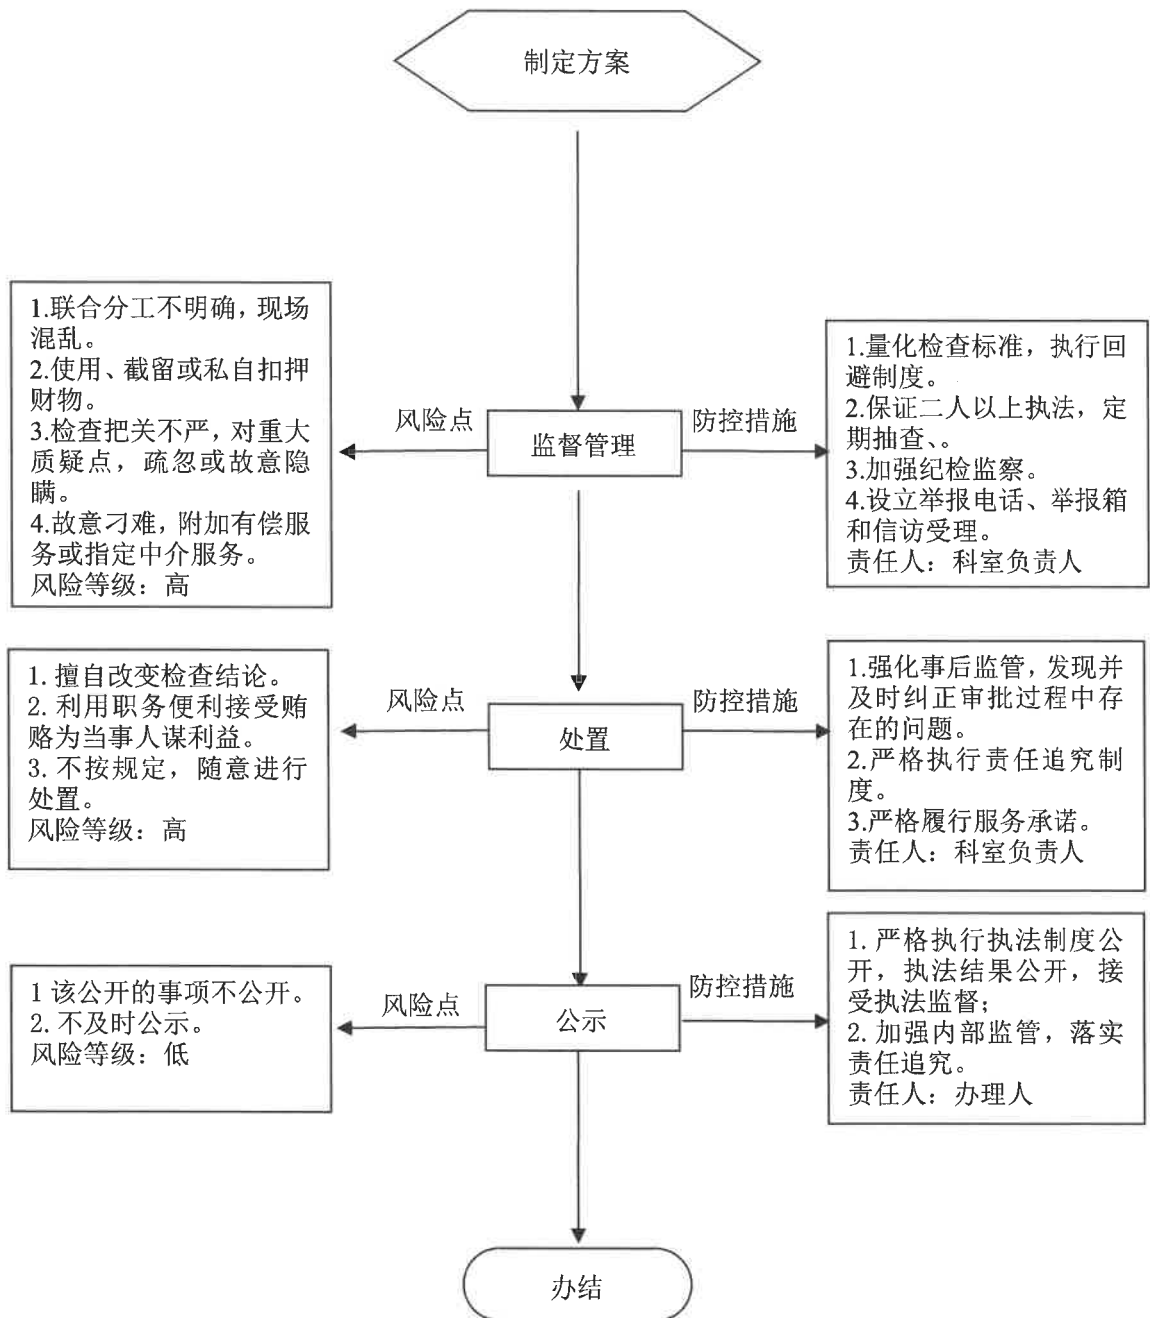 制定方案
1.联合分工不明确，现场
混乱。
2.使用、截留或私自扣押
财物。
3.检查把关不严，对重大
质疑点，疏忽或故意隐
瞒。
4.故意刁难，附加有偿服
务或指定中介服务。
风险等级：高
风险点
监督管理
防控措施
1.量化检查标准，执行回
避制度。
2.保证二人以上执法，定
期抽查、。
3.加强纪检监察。
4.设立举报电话、举报箱
和信访受理。
责任人：科室负责人
1. 擅自改变检查结论。
2. 利用职务便利接受贿
赂为当事人谋利益。
3. 不按规定，随意进行
处置。
风险等级：高
风险点
处置
防控措施
1.强化事后监管，发现并
及时纠正审批过程中存
在的问题。
2.严格执行责任追究制
度。
3.严格履行服务承诺。
责任人：科室负责人
1 该公开的事项不公开。
2. 不及时公示。
风险等级：低
风险点
公示
防控措施
1. 严格执行执法制度公
开，执法结果公开，接
受执法监督；
2. 加强内部监管，落实
责任追究。
责任人：办理人
办结